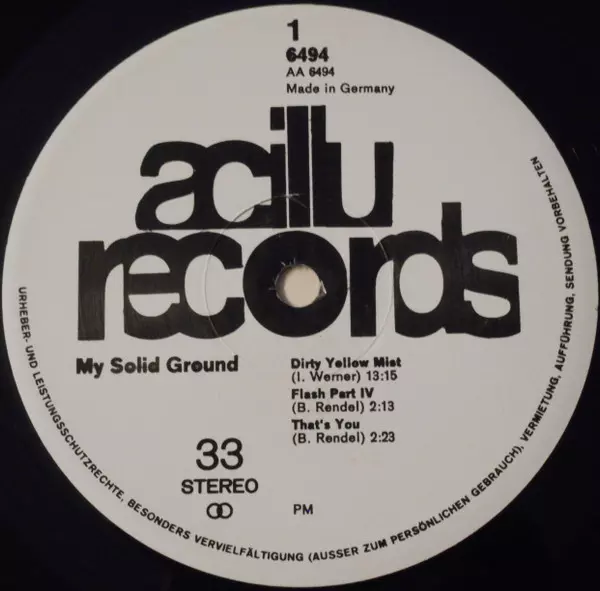 1
6494
AA 6494
Made in Germany
acillu
records
My Solid Ground
Dirty Yellow Mist
(I. Werner) 13:15
Flash Part IV
(B. Rendel) 2:13
That's You
(B. Rendel) 2:23
33
STEREO
PM
URHEBER- UND LEISTUNGSSCHUTZRECHTE, BESONDERS VERVIELFÄLTIGUNG (AUSSER ZUM PERSÖNLICHEN GEBRAUCH), VERMIETUNG, AUFFÜHRUNG, SENDUNG VORBEHALTEN